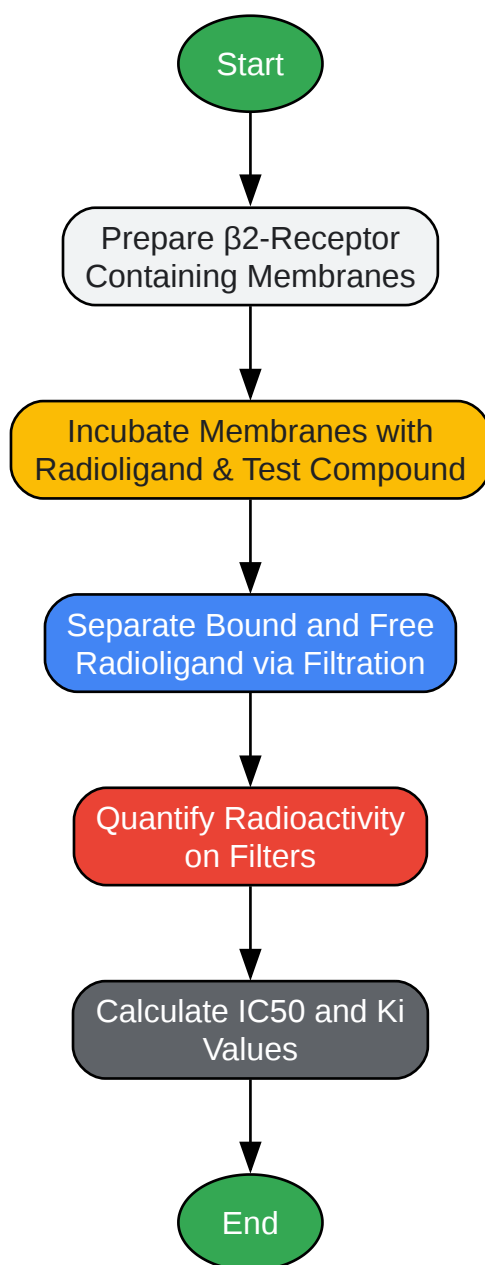 Start
Prepare β2-Receptor
Containing Membranes
Incubate Membranes with
Radioligand & Test Compound
Separate Bound and Free
Radioligand via Filtration
Quantify Radioactivity
on Filters
Calculate IC50 and Ki
Values
End